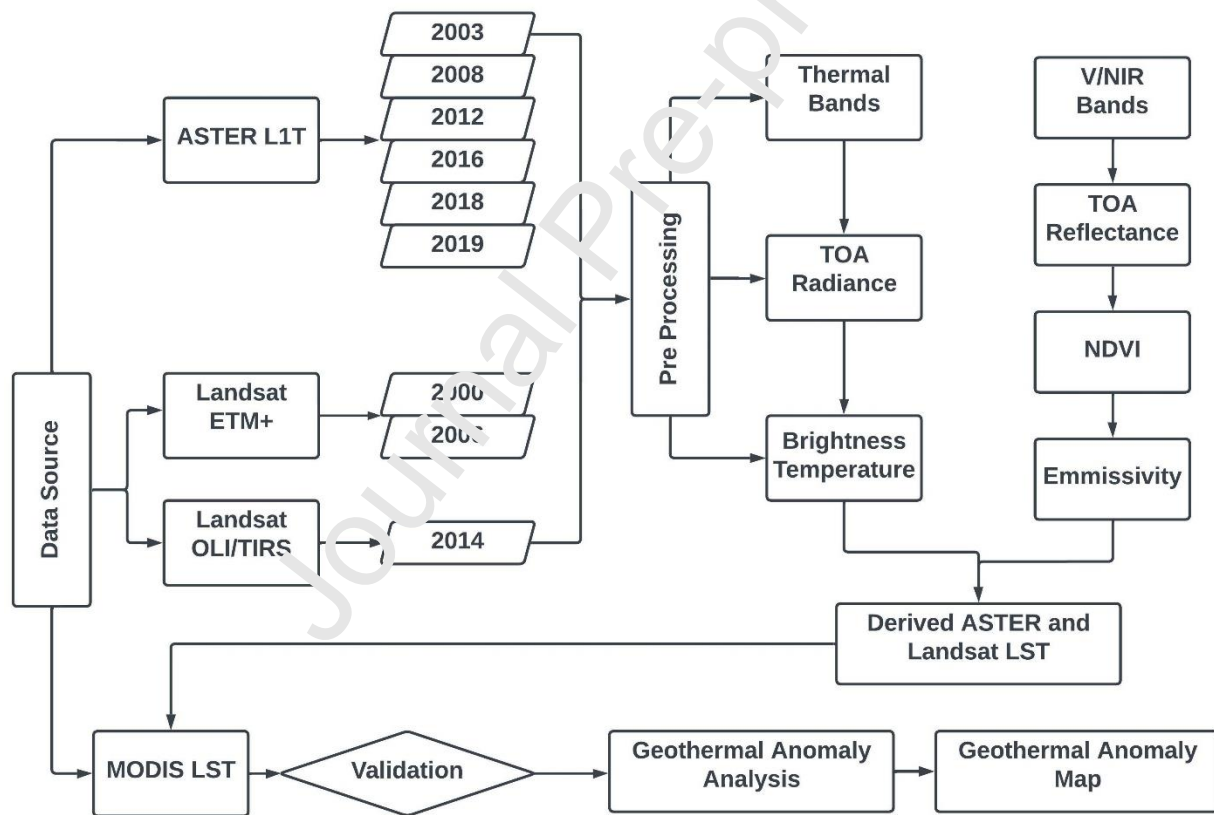 2003
2008
2012
2016
2018
2019
ASTER L1T
Thermal
Bands
V/NIR
Bands
Pre Processing
TOA
Radiance
TOA
Reflectance
NDVI
Data Source
Landsat
ETM+
2000
Brightness
Temperature
Emmissivity
Landsat
OLI/TIRS
2014
Derived ASTER and
Landsat LST
MODIS LST
Validation
Geothermal Anomaly
Analysis
Geothermal Anomaly
Map
Journal